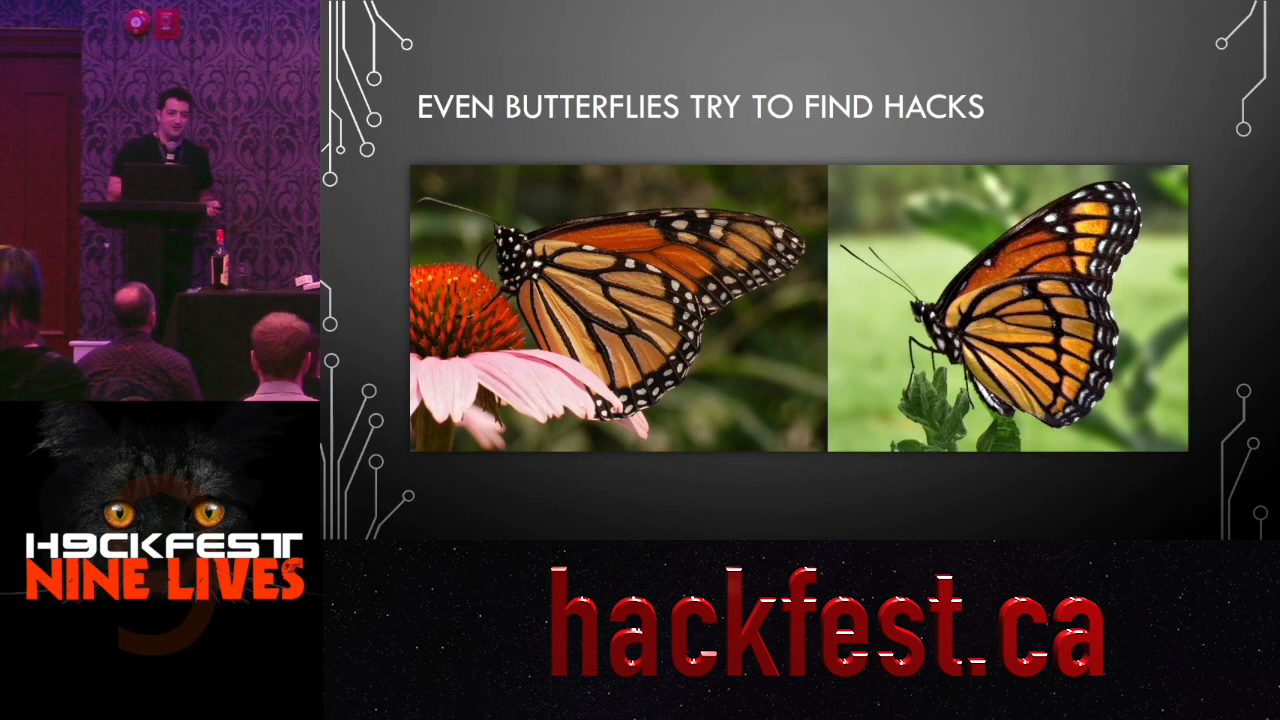 EVEN BUTTERFLIES TRY TO FIND HACKS
H9CKFEST
NINE LIVES
hackfest.ca